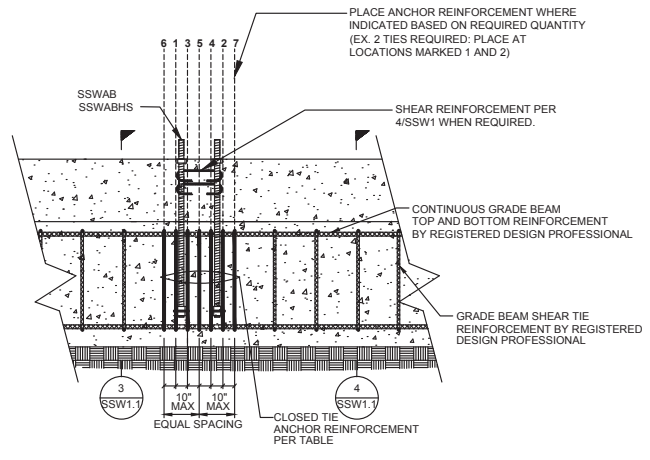 PLACE ANCHOR REINFORCEMENT WHERE
INDICATED BASED ON REQUIRED QUANTITY
(EX. 2 TIES REQUIRED: PLACE AT
LOCATIONS MARKED 1 AND 2)
6 1 3 5 4 2 7
SSWAB
SSWABHS
SHEAR REINFORCEMENT PER
4/SSW1 WHEN REQUIRED.
CONTINUOUS GRADE BEAM
TOP AND BOTTOM REINFORCEMENT
BY REGISTERED DESIGN PROFESSIONAL
GRADE BEAM SHEAR TIE
REINFORCEMENT BY REGISTERED
DESIGN PROFESSIONAL
3
SSW1.1
4
SSW1.1
10" 10"
MAX MAX
EQUAL SPACING
CLOSED TIE
ANCHOR REINFORCEMENT
PER TABLE